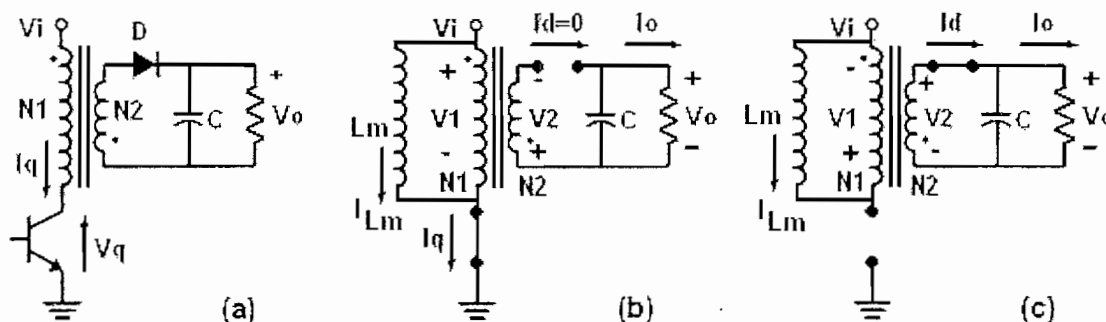 Vi
D
N1
N2
C
+
Vo
Iq
Vq
(a)
Vi
Id=0
Io
+
-
+
Lm
V1
V2
C
Vo
-
+
-
N1
N2
ILm
Iq
(b)
Vi
Id
Io
-
+
+
Lm
V1
V2
C
Vo
+
-
-
N1
N2
ILm
(c)